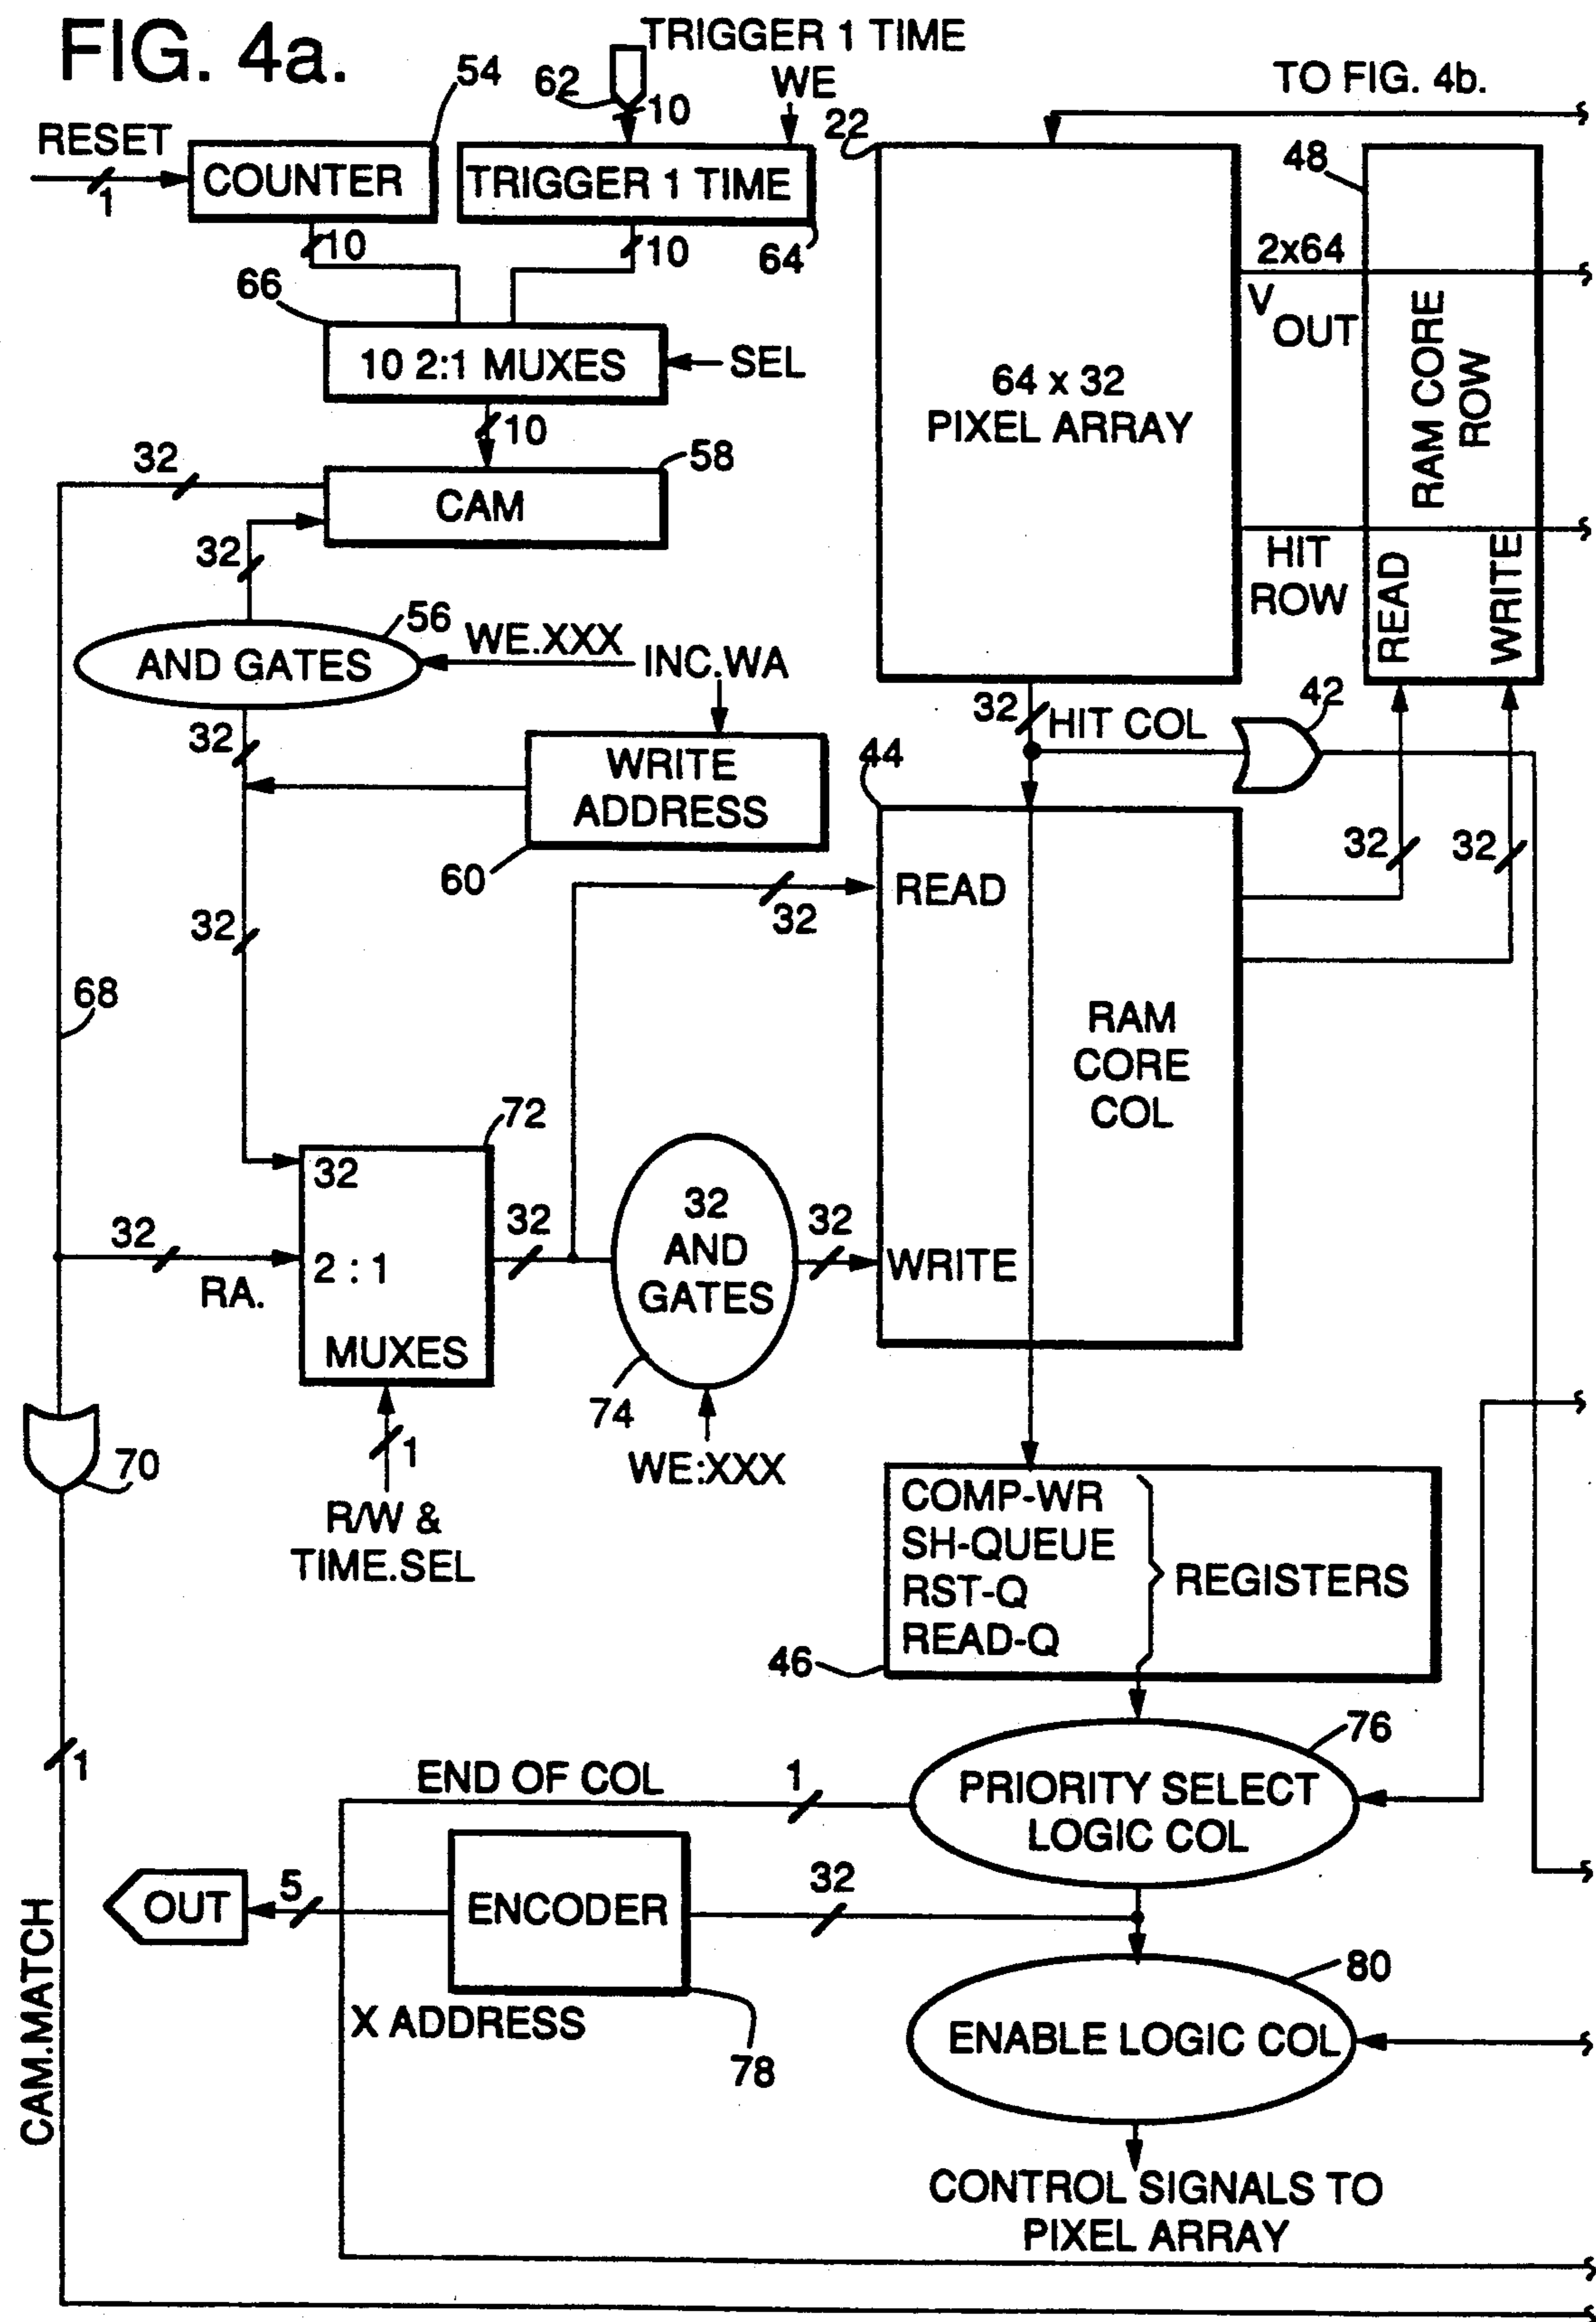 FIG. 4a.
TRIGGER 1 TIME
54
62
10
WE
TO FIG. 4b.
RESET
1
COUNTER
TRIGGER 1 TIME
22
48
10
10
64
66
10 2:1 MUXES
SEL
64 x 32
PIXEL ARRAY
2x64
V OUT
RAM CORE
ROW
10
32
58
CAM
32
HIT
ROW
READ
WRITE
56
AND GATES
WE.XXX
INC.WA
32
32
HIT COL
42
WRITE
ADDRESS
60
44
32
32
32
READ
32
68
RAM
CORE
COL
72
32
2 : 1
MUXES
32
RA.
32
32
AND
GATES
32
WRITE
74
70
1
R/W &
TIME.SEL
WE:XXX
COMP-WR
SH-QUEUE
RST-Q
READ-Q
REGISTERS
46
76
1
END OF COL
1
PRIORITY SELECT
LOGIC COL
OUT
5
ENCODER
32
80
CAM.MATCH
X ADDRESS
78
ENABLE LOGIC COL
CONTROL SIGNALS TO
PIXEL ARRAY